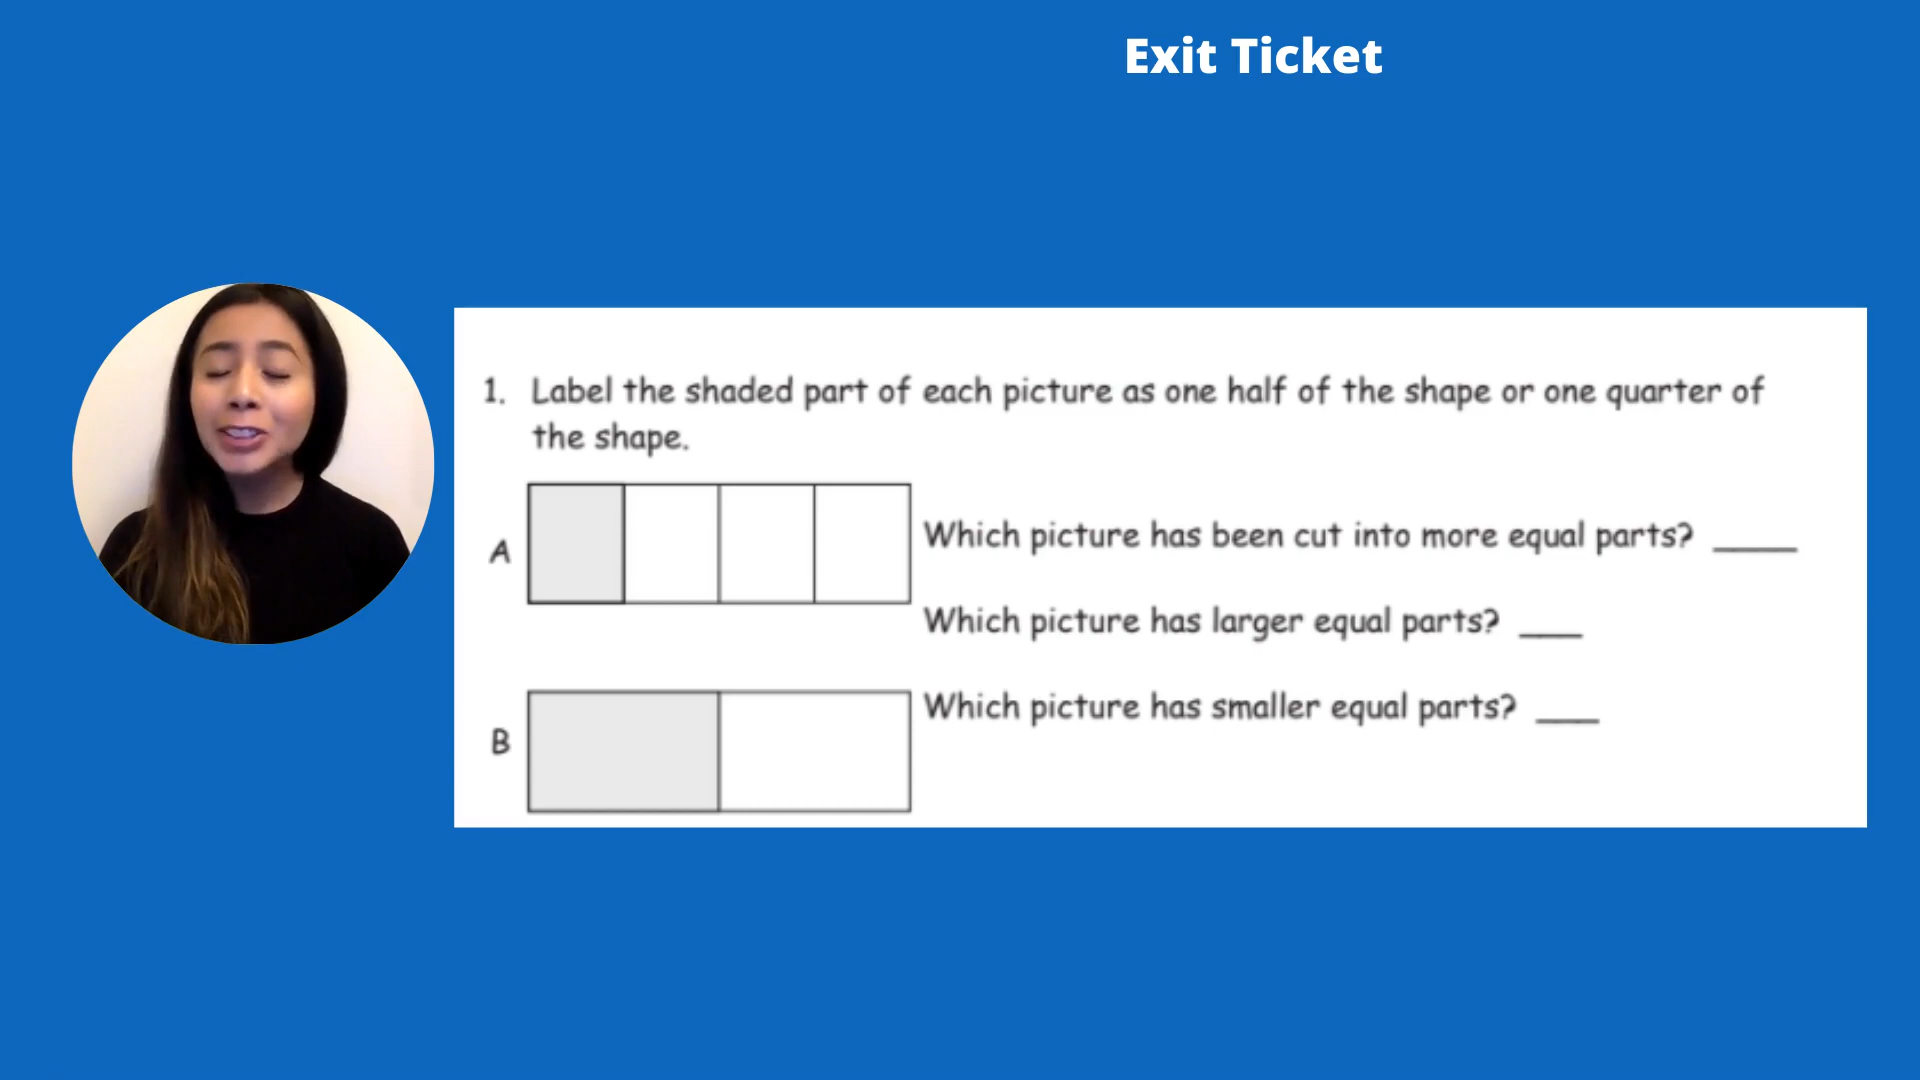 Exit Ticket
1. Label the shaded part of each picture as one half of the shape or one quarter of
the shape.
A
Which picture has been cut into more equal parts? _____
Which picture has larger equal parts? ____
B
Which picture has smaller equal parts? ____